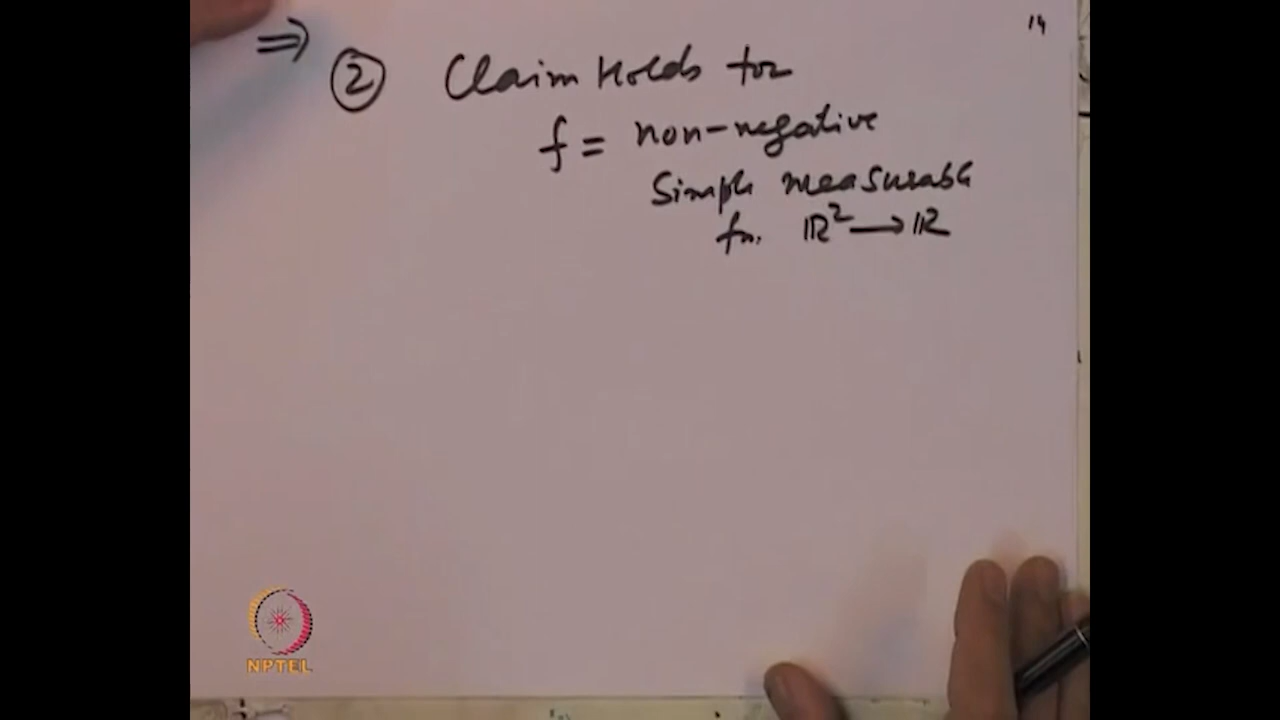 14
⇒ ② Claim Holds for
f = non-negative
Simple measurable
fn. ℝ² → ℝ
NPTEL